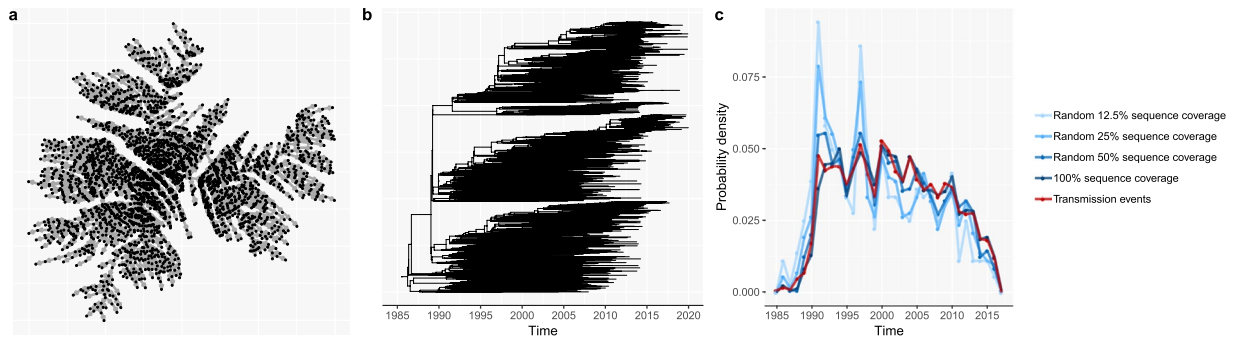 a
b
1985 1990 1995 2000 2005 2010 2015 2020
Time
c
Probability density
0.075
0.050
0.025
0.000
1985 1990 1995 2000 2005 2010 2015
Time
Random 12.5% sequence coverage
Random 25% sequence coverage
Random 50% sequence coverage
100% sequence coverage
Transmission events